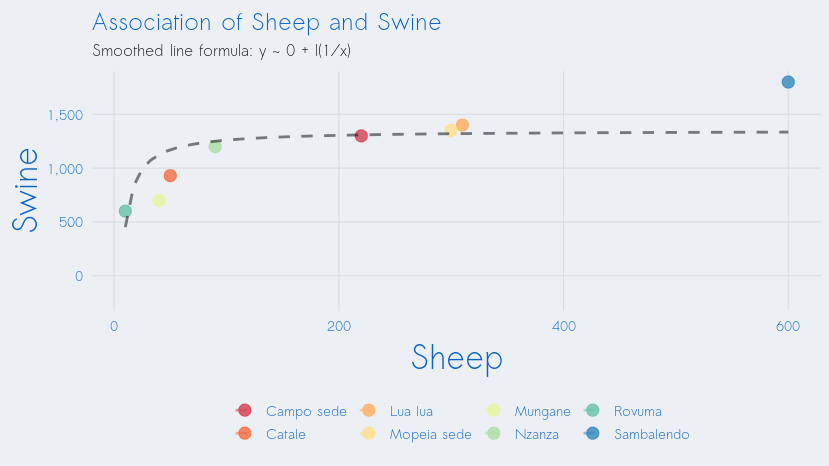 Association of Sheep and Swine
Smoothed line formula: y ~ 0 + I(1/x)
Swine
1,500
1,000
500
0
0 200 400 600
Sheep
Campo sede Lua lua Mungane Rovuma
Catale Mopeia sede Nzanza Sambalendo